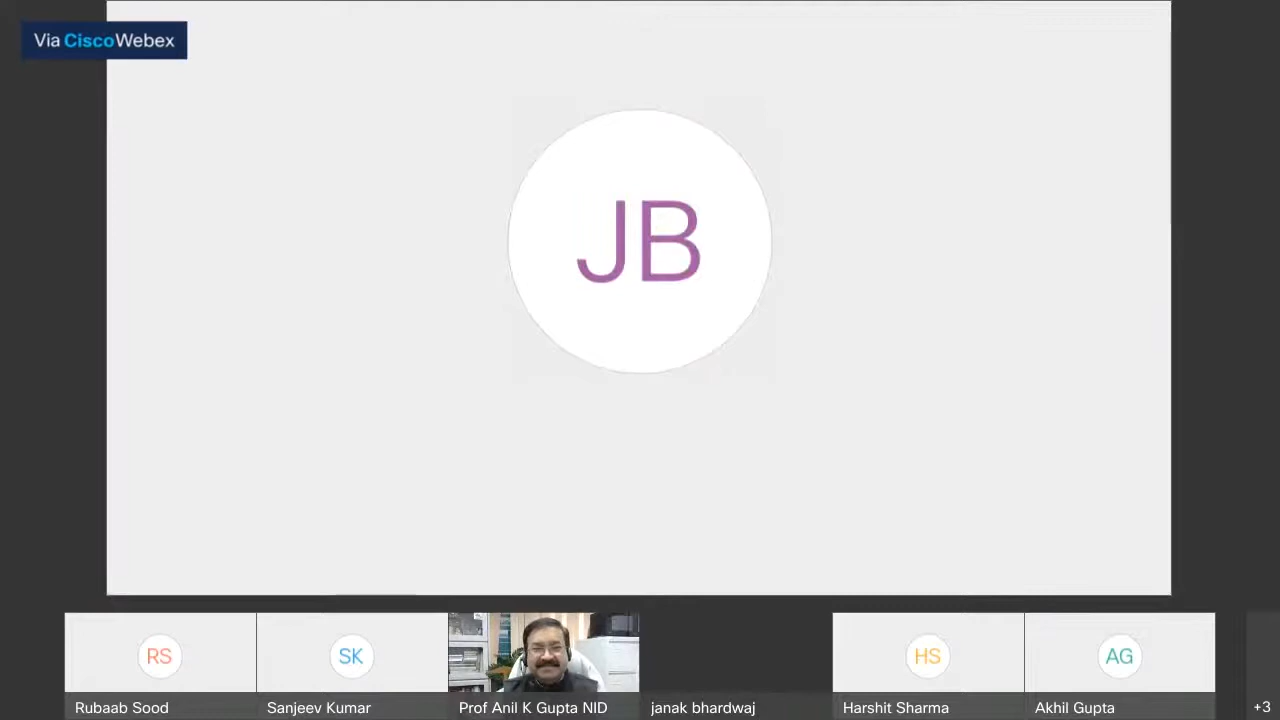 Via CiscoWebex
JB
RS
SK
HS
AG
Rubaab Sood
Sanjeev Kumar
Prof Anil K Gupta NID
janak bhardwaj
Harshit Sharma
Akhil Gupta
+3